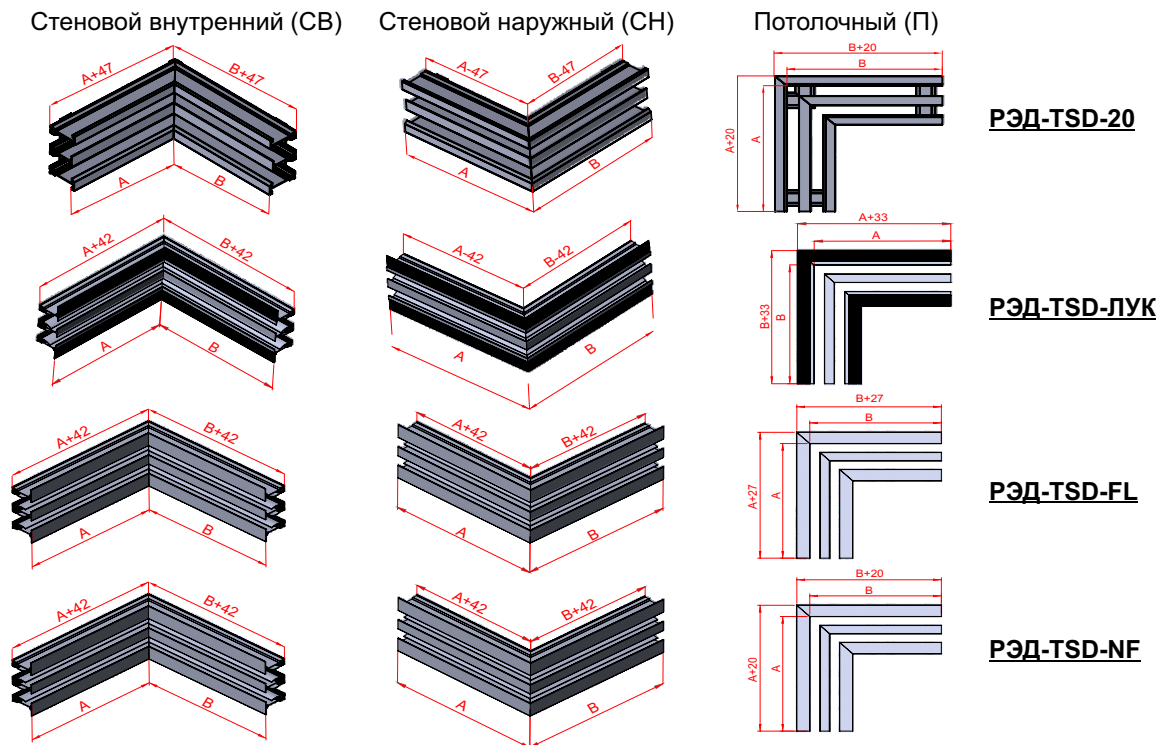 Стеновой внутренний (СВ)
Стеновой наружный (СН)
Потолочный (П)
A+47
B+47
A
B
A-47
B-47
A
B
B+20
B
A+20
A
РЭД-TSD-20
A+42
B+42
A
B
A-42
B-42
A
B
A+33
A
B+33
B
РЭД-TSD-ЛУК
A+42
B+42
A
B
A+42
B+42
A
B
B+27
B
A+27
A
РЭД-TSD-FL
A+42
B+42
A
B
A+42
B+42
A
B
B+20
B
A+20
A
РЭД-TSD-NF